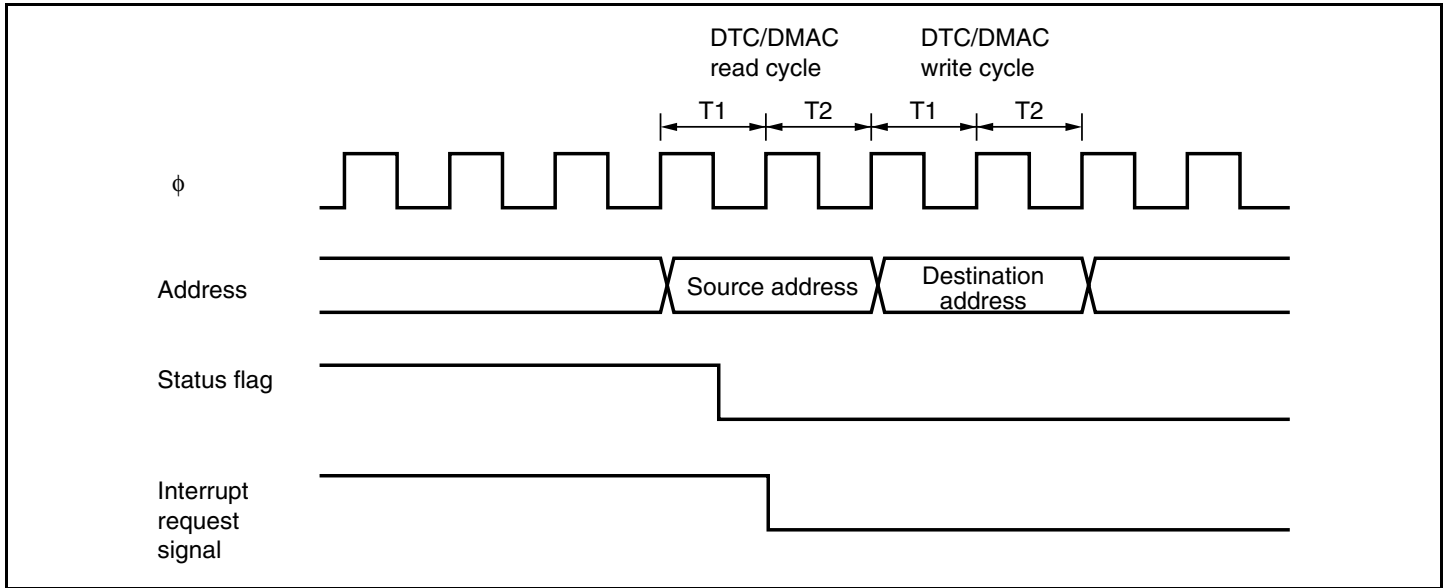 DTC/DMAC
read cycle
DTC/DMAC
write cycle
T1
T2
T1
T2
ϕ
Address
Source address
Destination
address
Status flag
Interrupt
request
signal